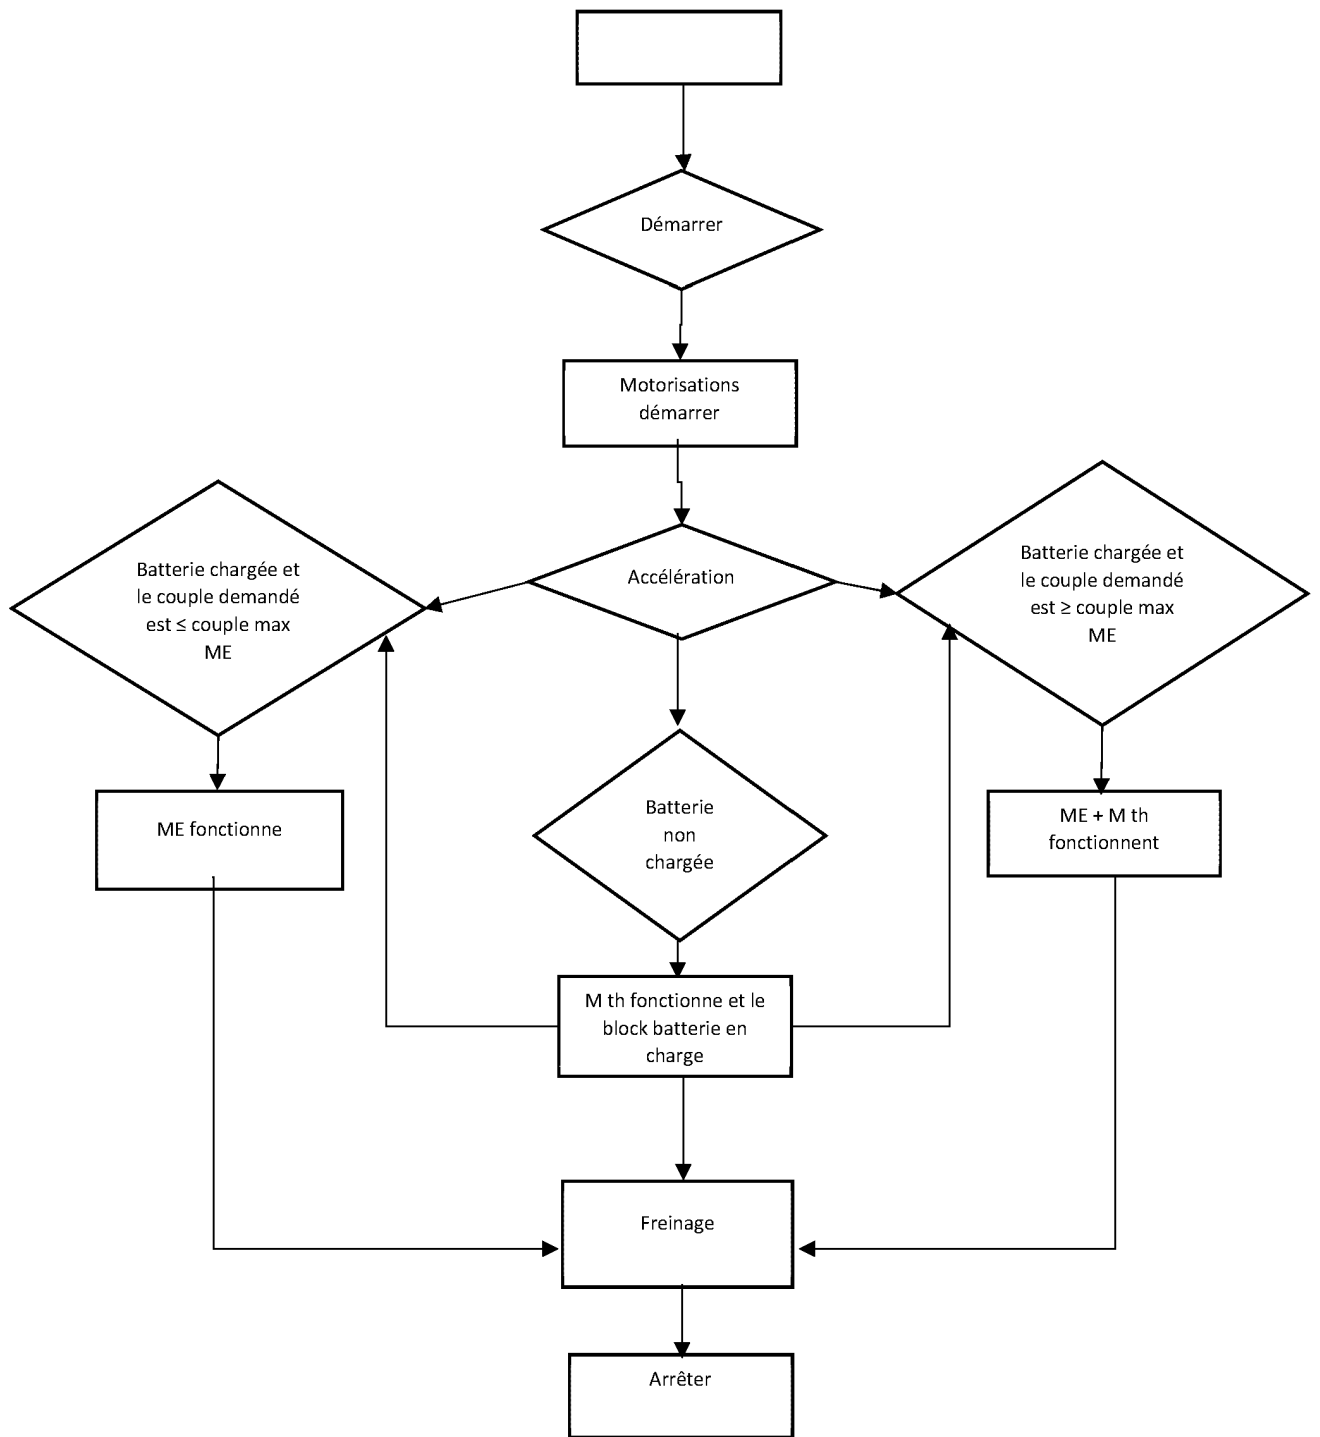 Démarrer
Motorisations
démarrer
Accélération
Batterie chargée et
le couple demandé
est ≤ couple max
ME
Batterie chargée et
le couple demandé
est ≥ couple max
ME
Batterie
non
chargée
ME fonctionne
ME + M th
fonctionnent
M th fonctionne et le
block batterie en
charge
Freinage
Arrêter